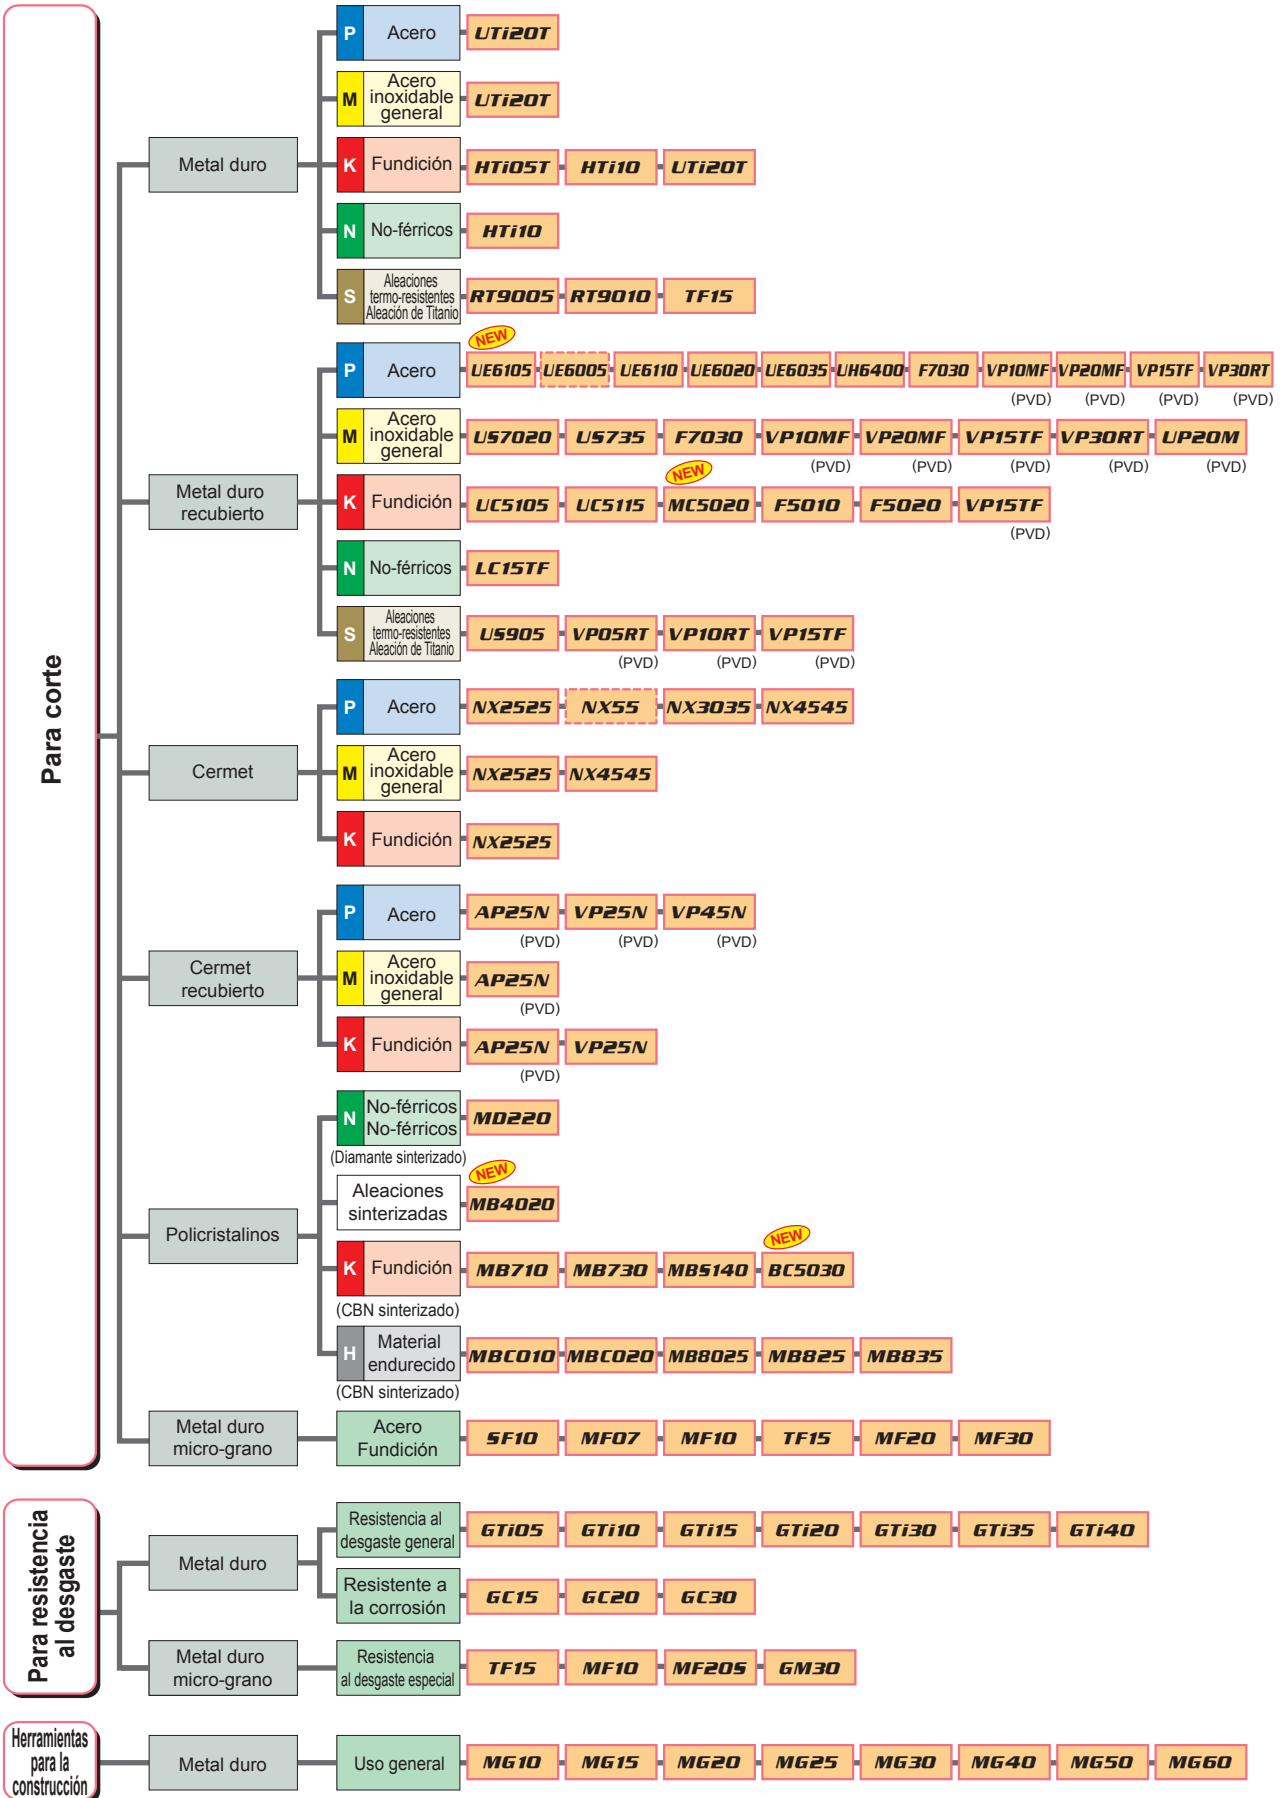 Para corte
Metal duro
P Acero UTi20T
M Acero
inoxidable
general
UTi20T
K Fundición HTi05T HTi10 UTi20T
N No-férricos HTi10
S Aleaciones
termo-resistentes
Aleación de Titanio
RT9005 RT9010 TF15
Metal duro
recubierto
NEW
P Acero UE6105 UE6005 UE6110 UE6020 UE6035 UH6400 F7030 VP10MF VP20MF VP15TF VP30RT
(PVD) (PVD) (PVD) (PVD)
M Acero
inoxidable
general
US7020 US735 F7030 VP10MF VP20MF VP15TF VP30RT UP20M
(PVD) (PVD) (PVD) (PVD) (PVD)
NEW
K Fundición UC5105 UC5115 MC5020 F5010 F5020 VP15TF
(PVD)
N No-férricos LC15TF
S Aleaciones
termo-resistentes
Aleación de Titanio
US905 VP05RT VP10RT VP15TF
(PVD) (PVD) (PVD)
Cermet
P Acero NX2525 NX55 NX3035 NX4545
M Acero
inoxidable
general
NX2525 NX4545
K Fundición NX2525
Cermet
recubierto
P Acero AP25N VP25N VP45N
(PVD) (PVD) (PVD)
M Acero
inoxidable
general
AP25N
(PVD)
K Fundición AP25N VP25N
(PVD)
Policristalinos
N No-férricos
No-férricos
MD220
(Diamante sinterizado)
NEW
Aleaciones
sinterizadas
MB4020
NEW
K Fundición MB710 MB730 MBS140 BC5030
(CBN sinterizado)
H Material
endurecido
MBC010 MBC020 MB8025 MB825 MB835
(CBN sinterizado)
Metal duro
micro-grano
Acero
Fundición
SF10 MF07 MF10 TF15 MF20 MF30
Para resistencia
al desgaste
Metal duro
Resistencia al
desgaste general
GTi05 GTi10 GTi15 GTi20 GTi30 GTi35 GTi40
Resistente a
la corrosión
GC15 GC20 GC30
Metal duro
micro-grano
Resistencia
al desgaste especial
TF15 MF10 MF20S GM30
Herramientas
para la
construcción
Metal duro
Uso general
MG10 MG15 MG20 MG25 MG30 MG40 MG50 MG60